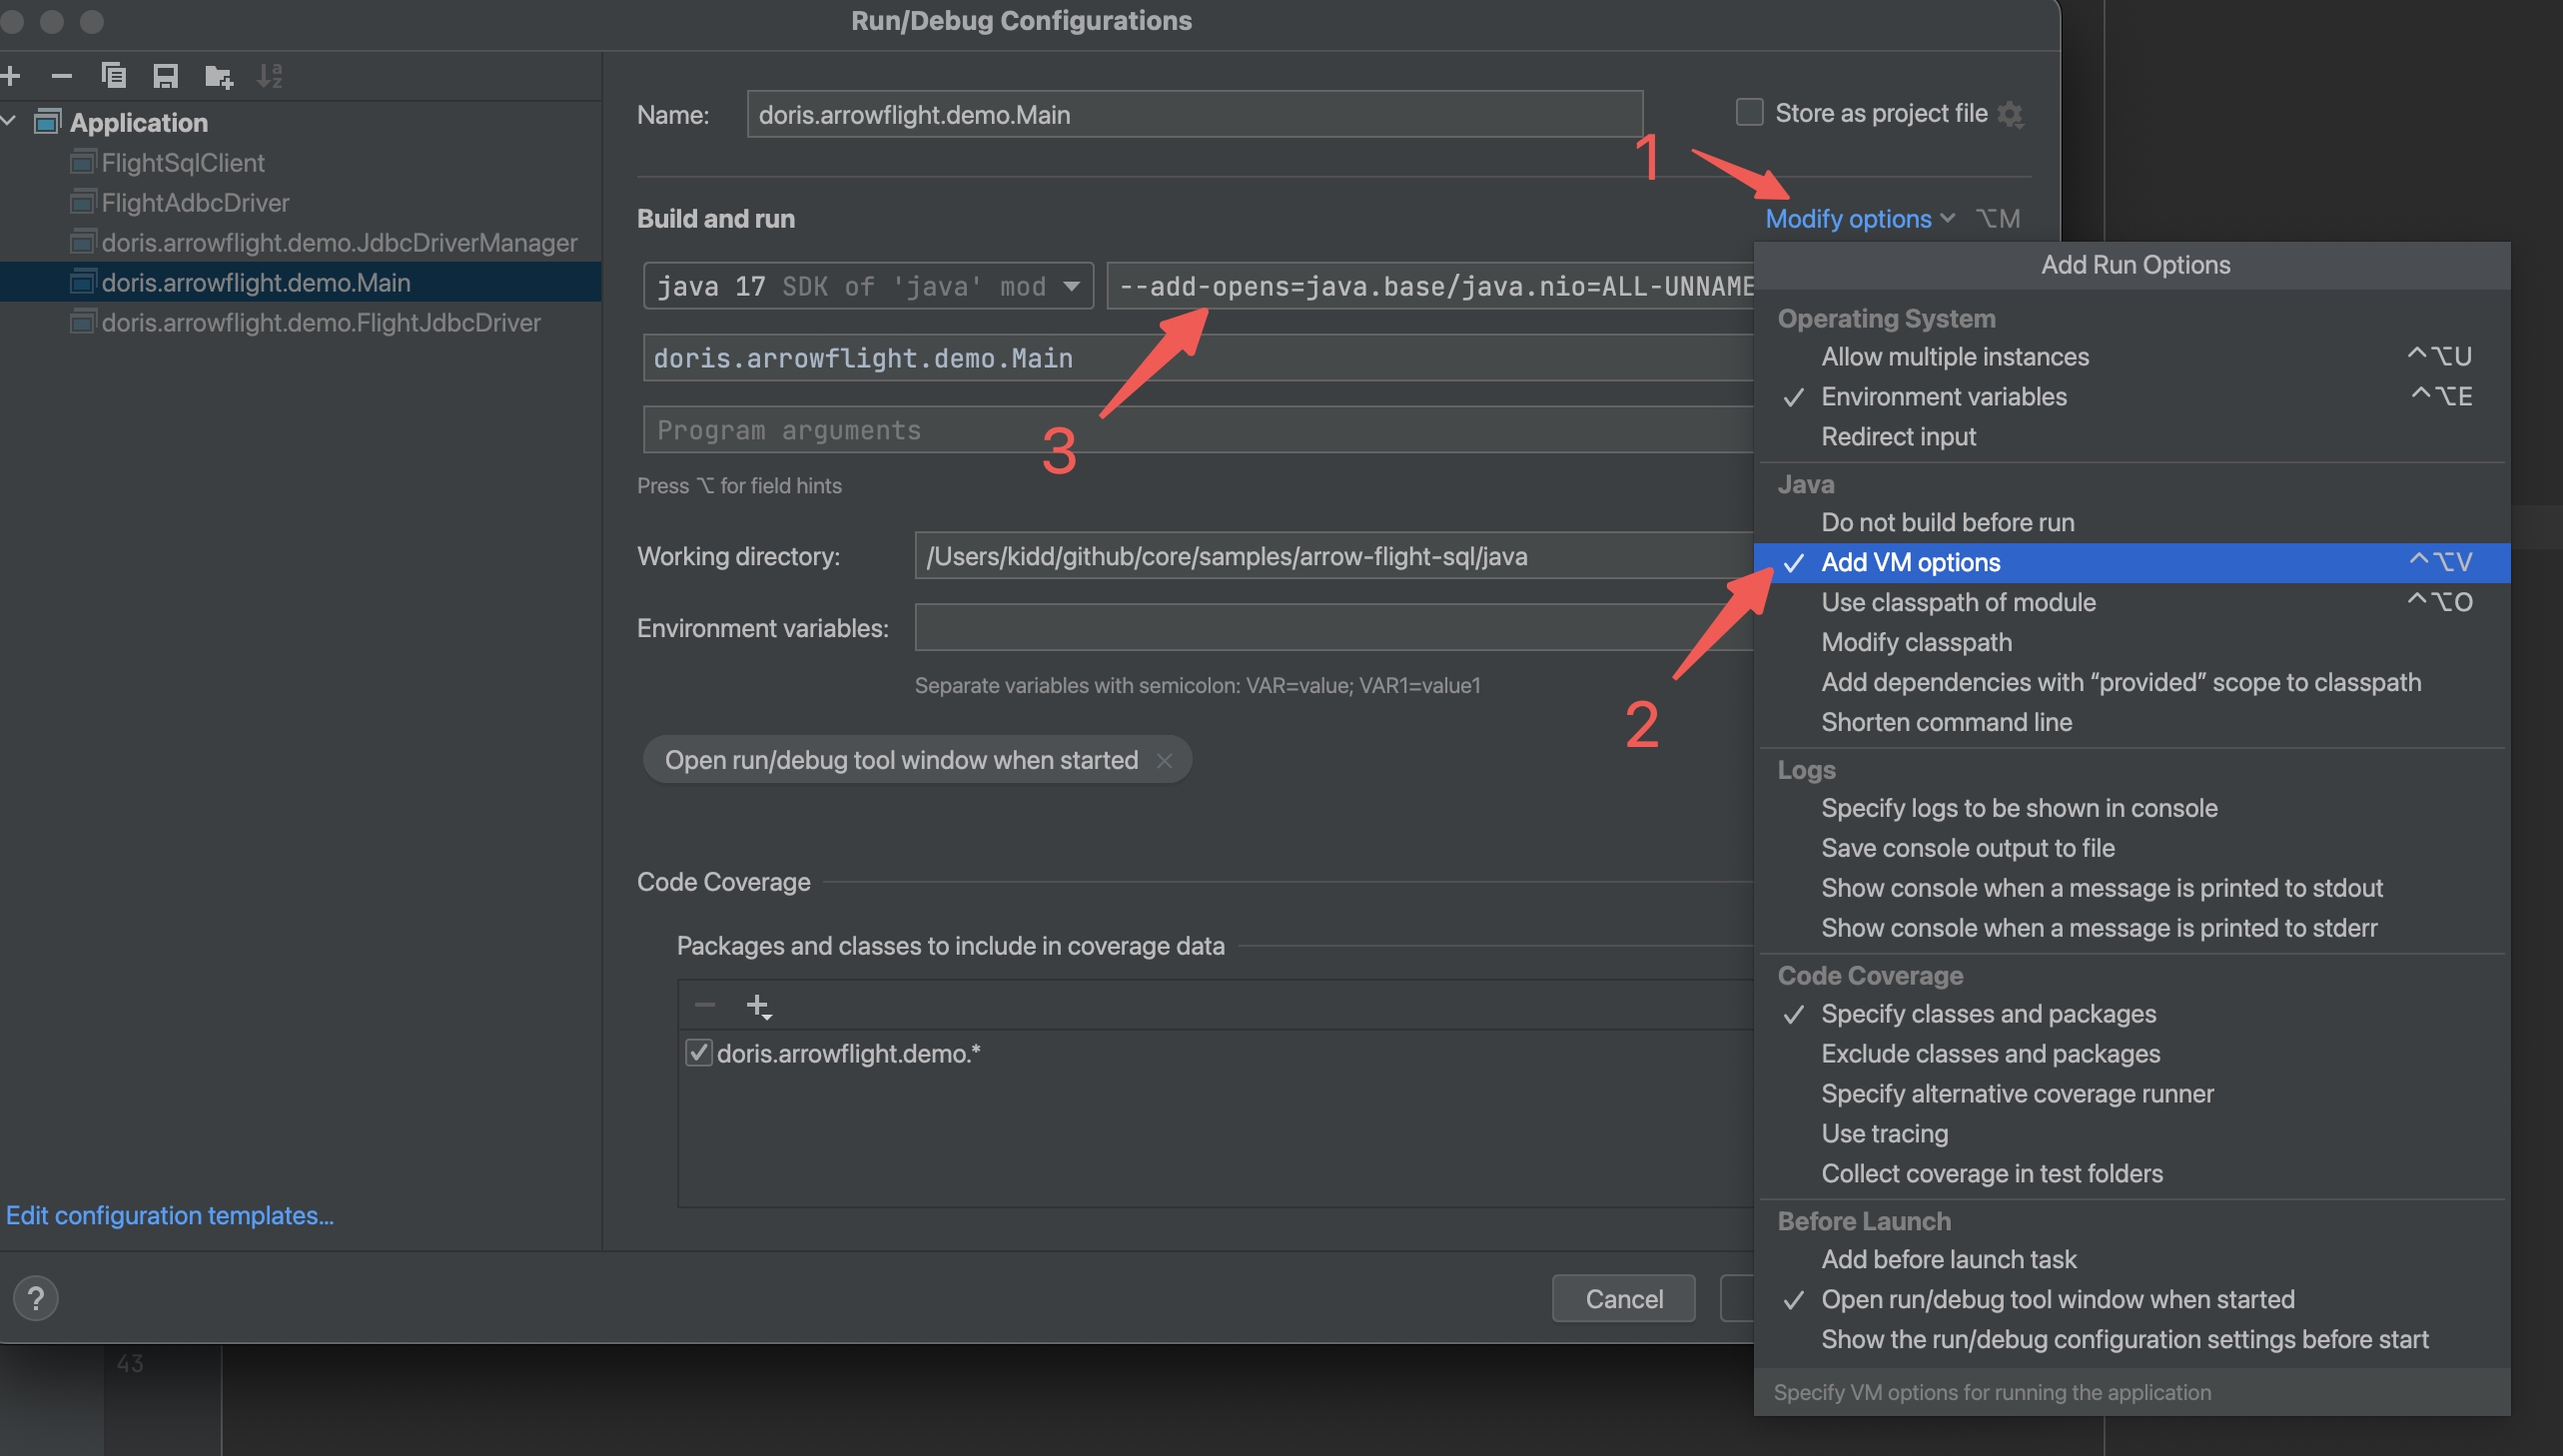 Run/Debug Configurations
Application
FlightSqlClient
FlightAdbcDriver
doris.arrowflight.demo.JdbcDriverManager
doris.arrowflight.demo.Main
doris.arrowflight.demo.FlightJdbcDriver
Edit configuration templates...
?
Name:
doris.arrowflight.demo.Main
Store as project file
1
Build and run
Modify options
⌥M
java 17 SDK of 'java' mod
--add-opens=java.base/java.nio=ALL-UNNAME
doris.arrowflight.demo.Main
Program arguments
3
Press ⌥ for field hints
Working directory:
/Users/kidd/github/core/samples/arrow-flight-sql/java
Environment variables:
Separate variables with semicolon: VAR=value; VAR1=value1
2
Open run/debug tool window when started
Code Coverage
Packages and classes to include in coverage data
doris.arrowflight.demo.*
Cancel
Add Run Options
Operating System
Allow multiple instances ^⌥U
Environment variables ^⌥E
Redirect input
Java
Do not build before run
Add VM options ^⌥V
Use classpath of module ^⌥O
Modify classpath
Add dependencies with “provided” scope to classpath
Shorten command line
Logs
Specify logs to be shown in console
Save console output to file
Show console when a message is printed to stdout
Show console when a message is printed to stderr
Code Coverage
Specify classes and packages
Exclude classes and packages
Specify alternative coverage runner
Use tracing
Collect coverage in test folders
Before Launch
Add before launch task
Open run/debug tool window when started
Show the run/debug configuration settings before start
Specify VM options for running the application
43